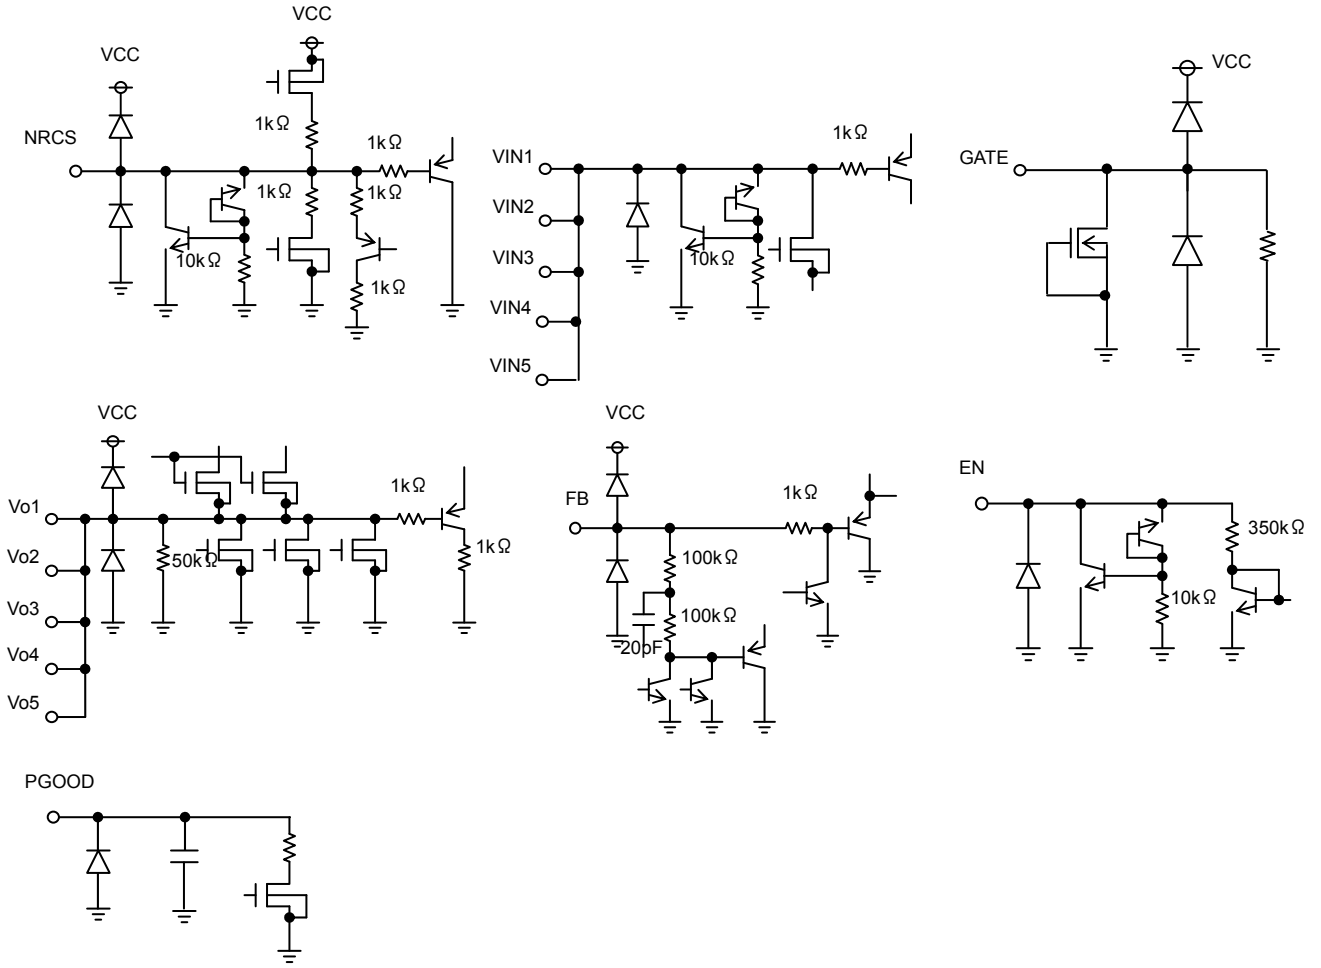 VCC
VCC
NRCS
1kΩ
1kΩ
1kΩ
1kΩ
10kΩ
1kΩ
VIN1
VIN2
VIN3
VIN4
VIN5
1kΩ
10kΩ
VCC
GATE
VCC
Vo1
Vo2
Vo3
Vo4
Vo5
50kΩ
1kΩ
1kΩ
VCC
FB
1kΩ
100kΩ
100kΩ
20pF
EN
350kΩ
10kΩ
PGOOD